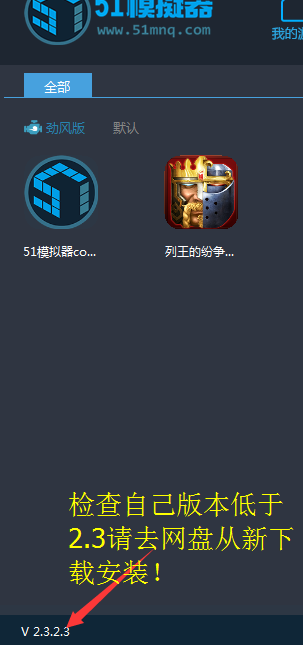 51模拟器
www.51mnq.com
我的游
全部
劲风版 默认
51模拟器co... 列王的纷争...
检查自己版本低于
2.3请去网盘从新下
载安装！
V 2.3.2.3